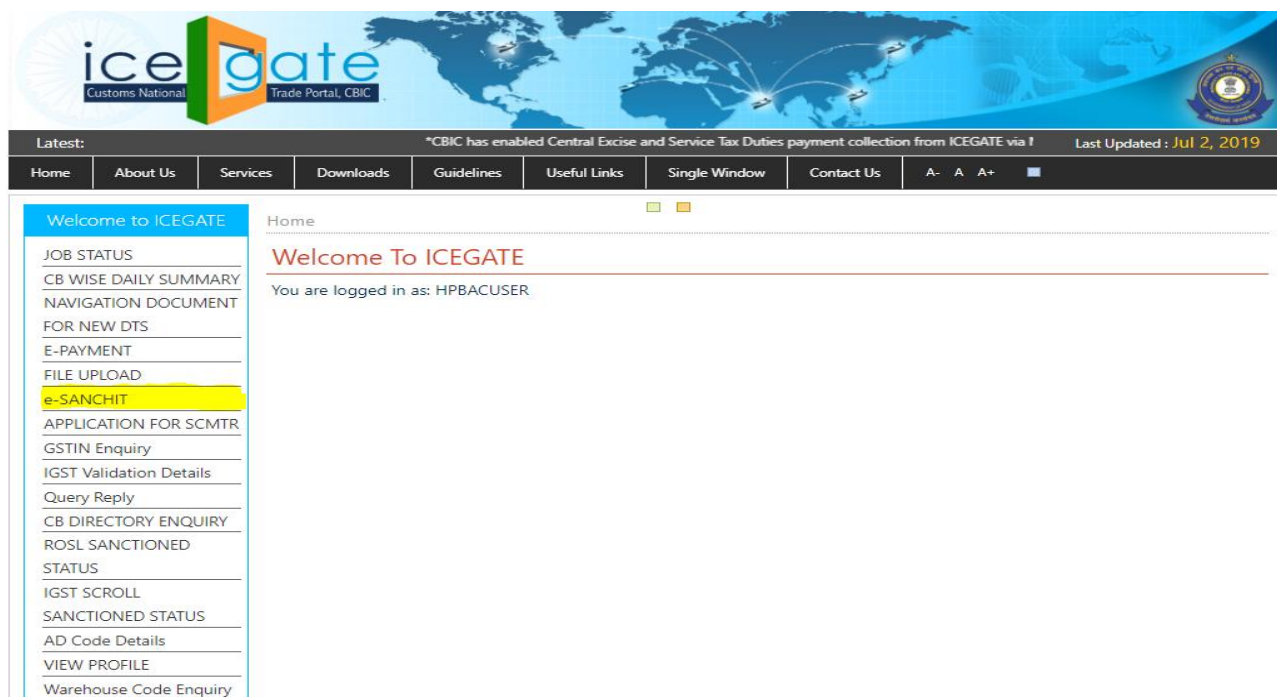 ice gate
Customs National Trade Portal, CBIC
Latest: *CBIC has enabled Central Excise and Service Tax Duties payment collection from ICEGATE via Last Updated : Jul 2, 2019
Home About Us Services Downloads Guidelines Useful Links Single Window Contact Us A- A A+
Welcome to ICEGATE
JOB STATUS
CB WISE DAILY SUMMARY
NAVIGATION DOCUMENT
FOR NEW DTS
E-PAYMENT
FILE UPLOAD
e-SANCHIT
APPLICATION FOR SCMTR
GSTIN Enquiry
IGST Validation Details
Query Reply
CB DIRECTORY ENQUIRY
ROSL SANCTIONED
STATUS
IGST SCROLL
SANCTIONED STATUS
AD Code Details
VIEW PROFILE
Warehouse Code Enquiry
Home
Welcome To ICEGATE
You are logged in as: HPBACUSER